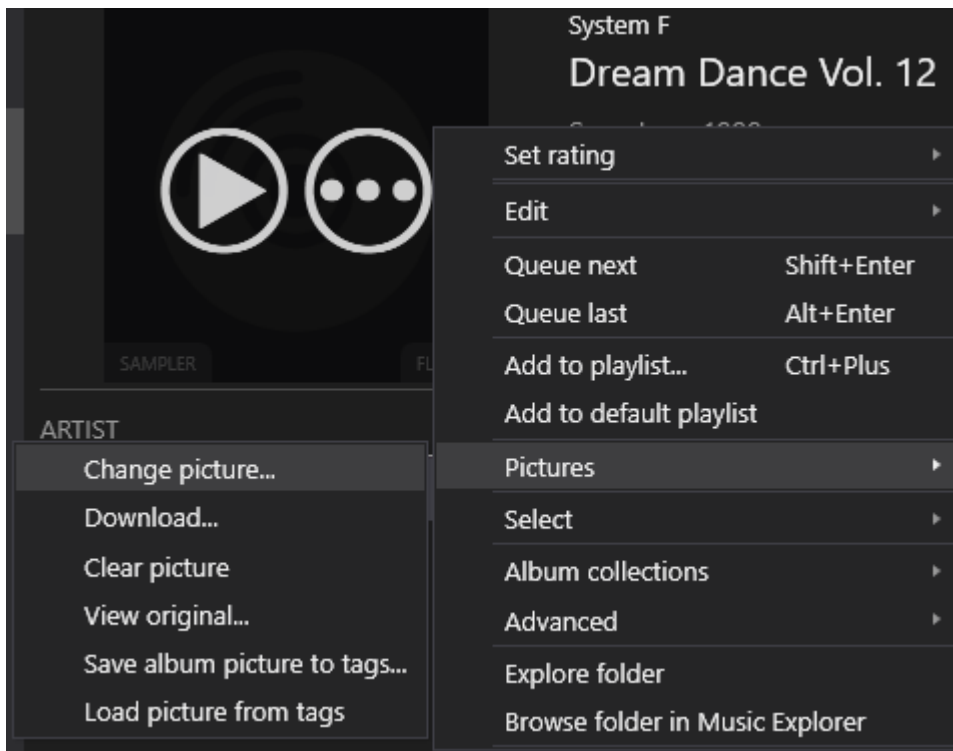 System F
Dream Dance Vol. 12
Set rating
Edit
Queue next Shift+Enter
Queue last Alt+Enter
Add to playlist... Ctrl+Plus
Add to default playlist
Pictures
Select
Album collections
Advanced
Explore folder
Browse folder in Music Explorer
SAMPLER
ARTIST
Change picture...
Download...
Clear picture
View original...
Save album picture to tags...
Load picture from tags